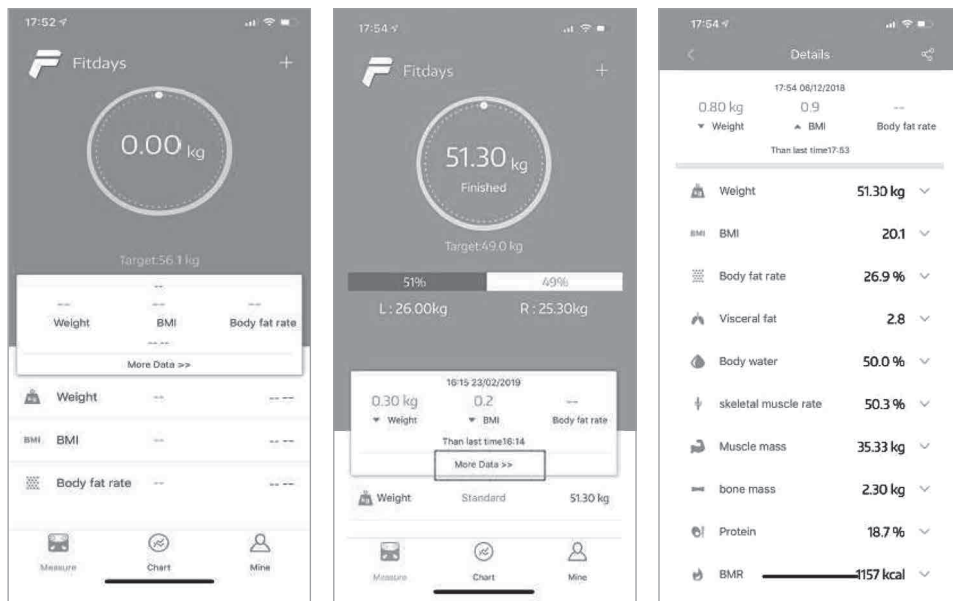 17:52
Fitdays
+
0.00 kg
Target:56.1 kg
--
-- -- --
Weight BMI Body fat rate
-- --
More Data >>
Weight -- -- --
BMI BMI -- -- --
Body fat rate -- -- --
Measure Chart Mine
17:54
Fitdays
+
51.30 kg
Finished
Target:49.0 kg
51% 49%
L : 26.00kg R : 25.30kg
16:15 23/02/2019
0.30 kg 0.2 --
Weight BMI Body fat rate
Than last time16:14
More Data >>
Weight Standard 51.30 kg
Measure Chart Mine
17:54
Details
17:54 06/12/2018
0.80 kg 0.9 --
Weight BMI Body fat rate
Than last time17:53
Weight 51.30 kg
BMI BMI 20.1
Body fat rate 26.9 %
Visceral fat 2.8
Body water 50.0 %
skeletal muscle rate 50.3 %
Muscle mass 35.33 kg
bone mass 2.30 kg
Protein 18.7 %
BMR 1157 kcal